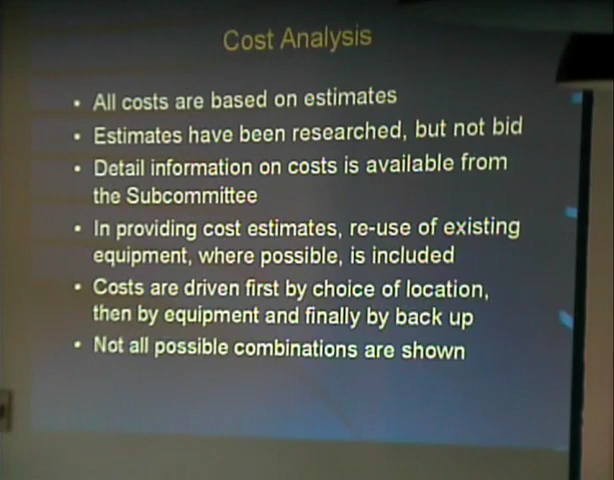 Cost Analysis
• All costs are based on estimates
• Estimates have been researched, but not bid
• Detail information on costs is available from
the Subcommittee
• In providing cost estimates, re-use of existing
equipment, where possible, is included
• Costs are driven first by choice of location,
then by equipment and finally by back up
• Not all possible combinations are shown